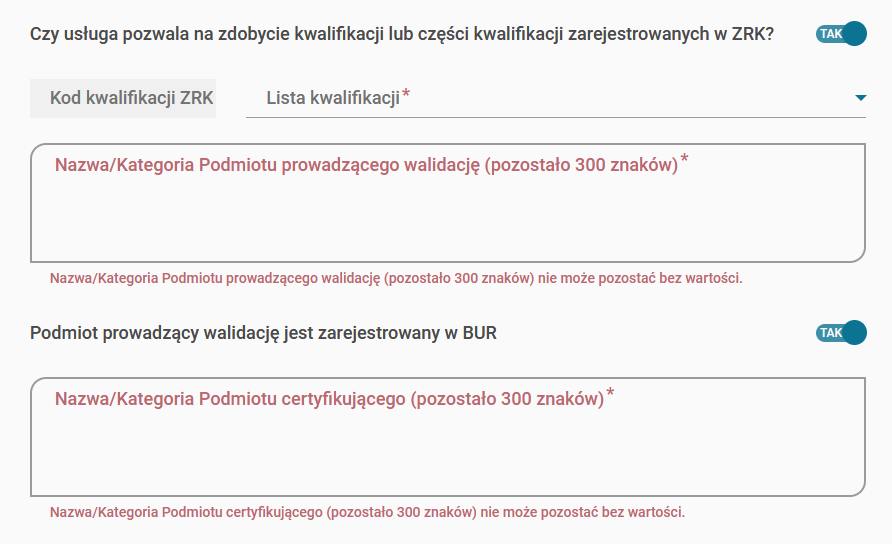 Czy usługa pozwala na zdobycie kwalifikacji lub części kwalifikacji zarejestrowanych w ZRK? TAK
Kod kwalifikacji ZRK Lista kwalifikacji*
Nazwa/Kategoria Podmiotu prowadzącego walidację (pozostało 300 znaków)*
Nazwa/Kategoria Podmiotu prowadzącego walidację (pozostało 300 znaków) nie może pozostać bez wartości.
Podmiot prowadzący walidację jest zarejestrowany w BUR TAK
Nazwa/Kategoria Podmiotu certyfikującego (pozostało 300 znaków)*
Nazwa/Kategoria Podmiotu certyfikującego (pozostało 300 znaków) nie może pozostać bez wartości.